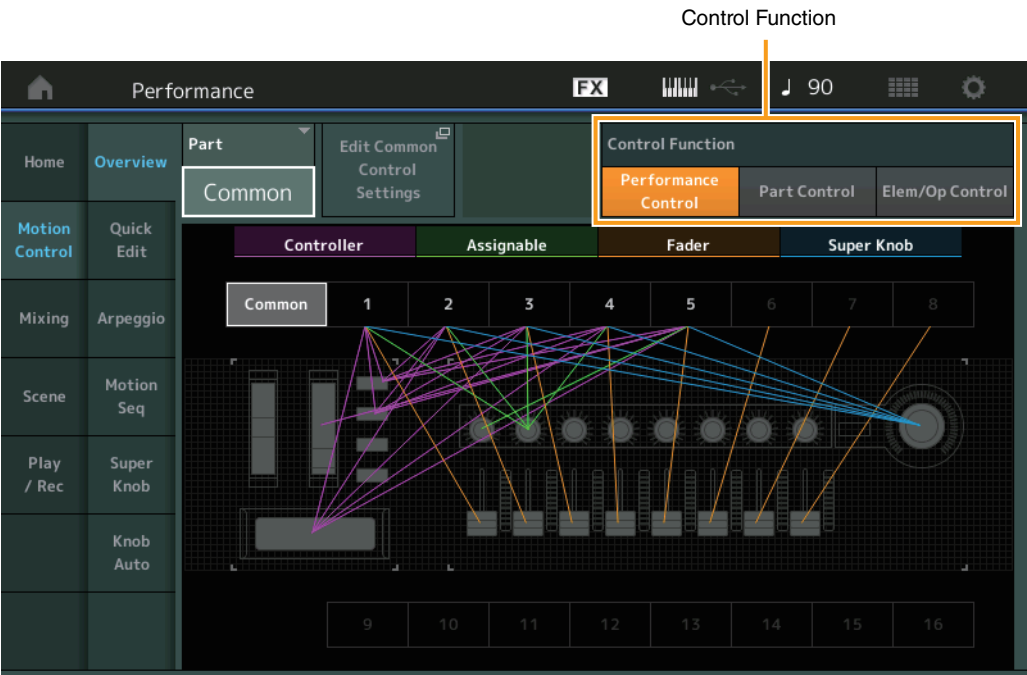 Control Function
Performance
FX
90
Home
Overview
Part
Common
Edit Common
Control
Settings
Control Function
Performance
Control
Part Control
Elem/Op Control
Motion
Control
Quick
Edit
Controller
Assignable
Fader
Super Knob
Common
1
2
3
4
5
6
7
8
Mixing
Arpeggio
Scene
Motion
Seq
Play
/ Rec
Super
Knob
Knob
Auto
9
10
11
12
13
14
15
16